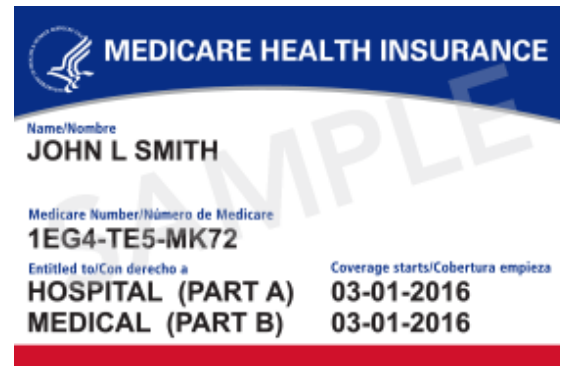 MEDICARE HEALTH INSURANCE
Name/Nombre
JOHN L SMITH
Medicare Number/Número de Medicare
1EG4-TE5-MK72
Entitled to/Con derecho a
Coverage starts/Cobertura empieza
HOSPITAL (PART A) 03-01-2016
MEDICAL (PART B) 03-01-2016
SAMPLE